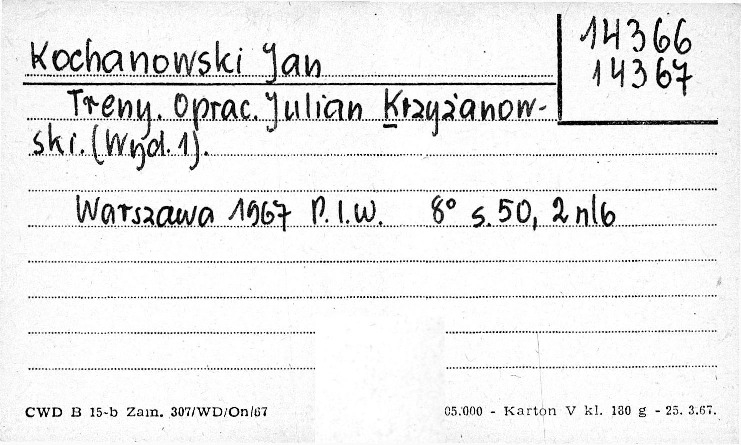 Kochanowski Jan
14366
14367
Treny. Oprac. Julian Krzyżanow-
ski. (Wyd. 1).
Warszawa 1967 P.I.W. 8° s. 50, 2 nlb
CWD B 15-b Zam. 307/WD/On/67
05.000 - Karton V kl. 180 g - 25. 3.67.